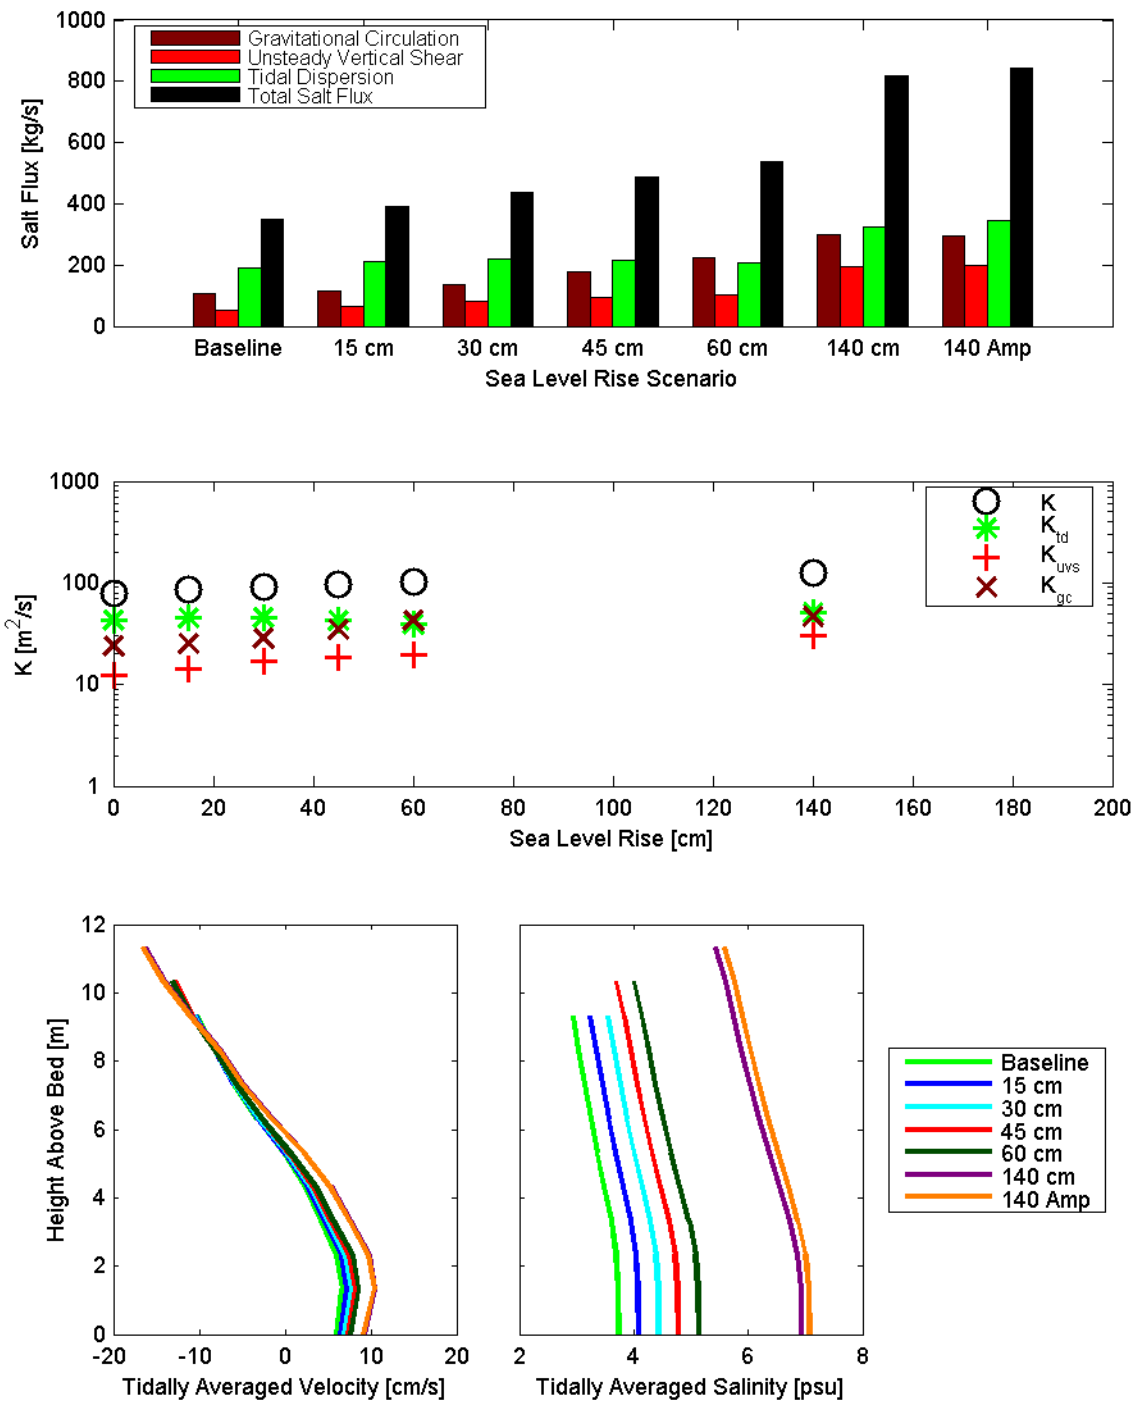 1000
800
600
400
200
0
Salt Flux [kg/s]
Gravitational Circulation
Unsteady Vertical Shear
Tidal Dispersion
Total Salt Flux
Baseline 15 cm 30 cm 45 cm 60 cm 140 cm 140 Amp
Sea Level Rise Scenario
1000
100
10
1
K [m²/s]
K
K_td
K_uvs
K_gc
0 20 40 60 80 100 120 140 160 180 200
Sea Level Rise [cm]
12
10
8
6
4
2
0
Height Above Bed [m]
-20 -10 0 10 20
Tidally Averaged Velocity [cm/s]
2 4 6 8
Tidally Averaged Salinity [psu]
Baseline
15 cm
30 cm
45 cm
60 cm
140 cm
140 Amp